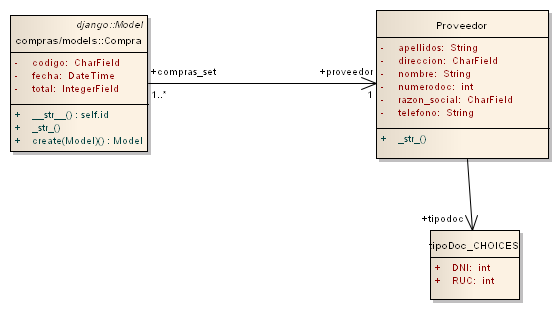 django::Model
compras/models::Compra
- codigo: CharField
- fecha: DateTime
- total: IntegerField
+ __str__() : self.id
+ _str_()
+ create(Model)() : Model
+compras_set
1..*
+proveedor
1
Proveedor
- apellidos: String
- direccion: CharField
- nombre: String
- numerodoc: int
- razon_social: CharField
- telefono: String
+ _str_()
+tipodoc
tipoDoc_CHOICES
+ DNI: int
+ RUC: int